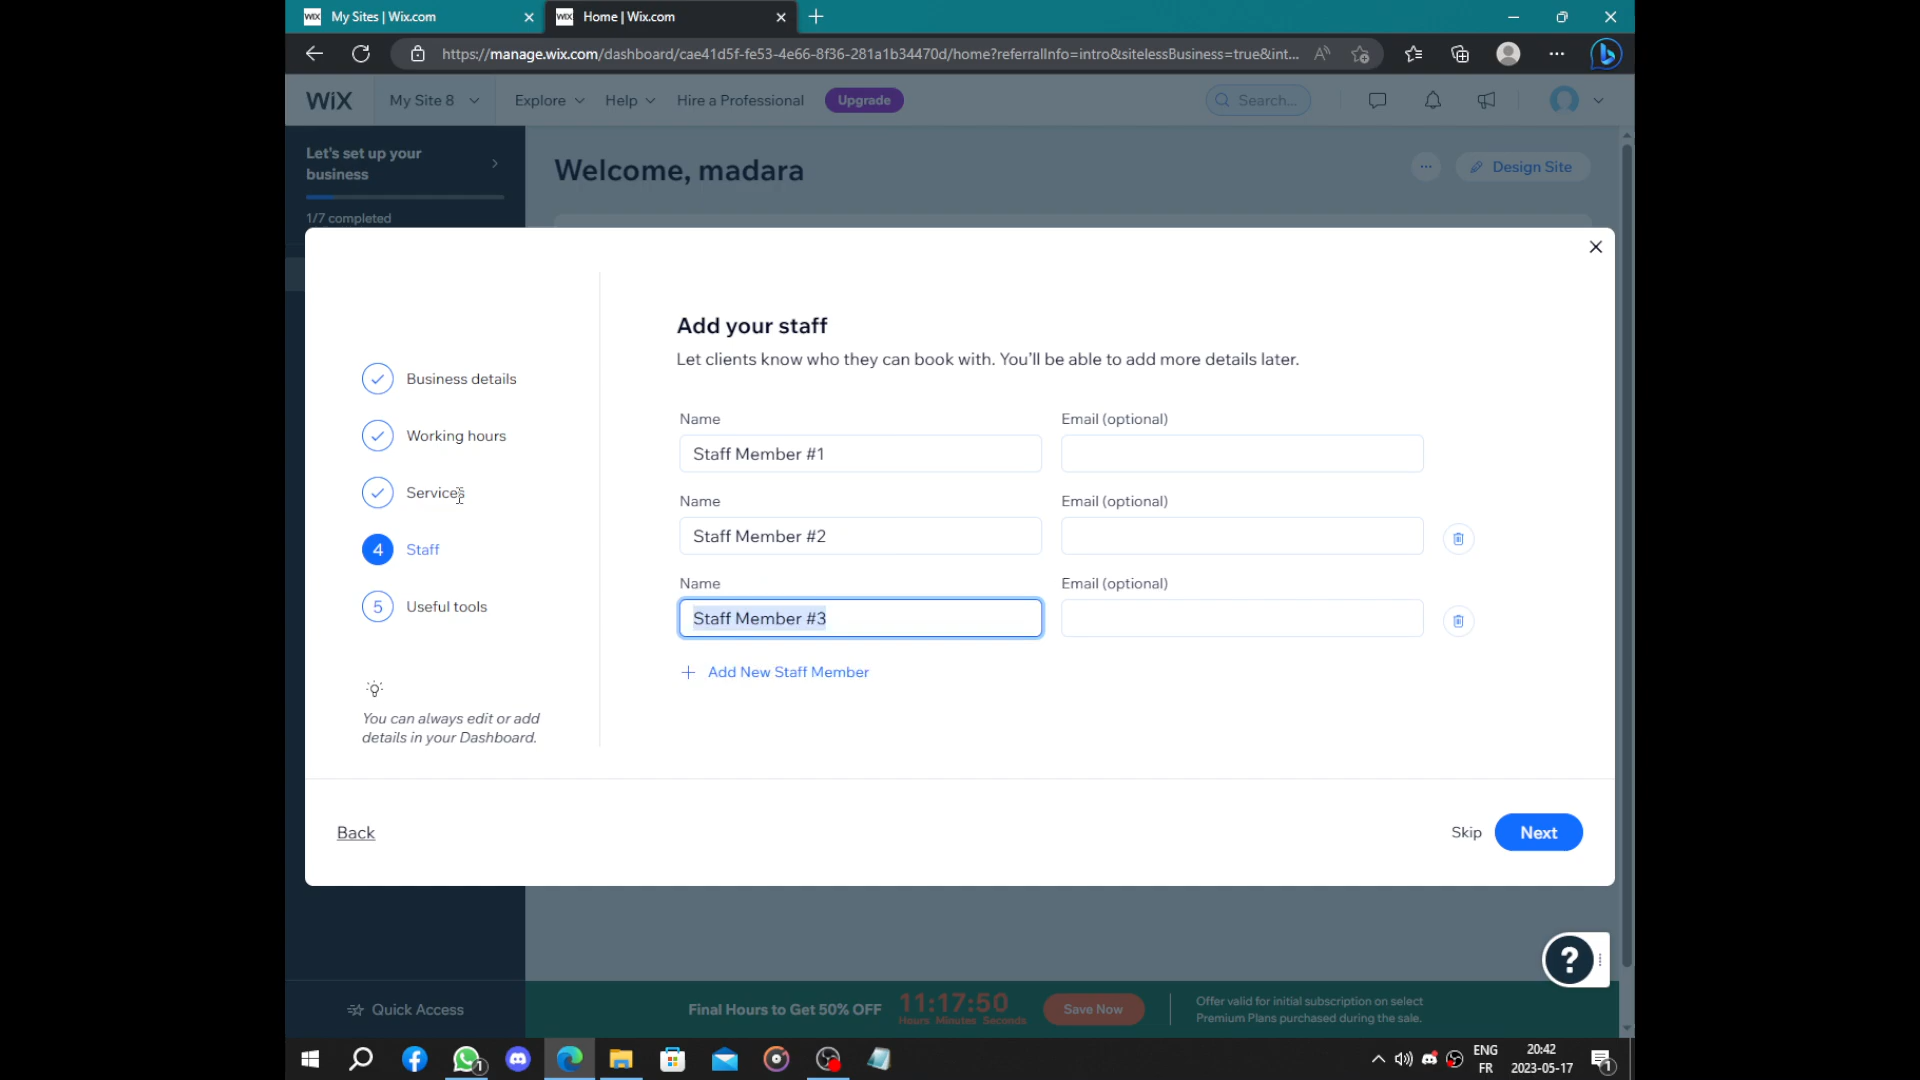 My Sites | Wix.com
Home | Wix.com
https://manage.wix.com/dashboard/cae41d5f-fe53-4e66-8f36-281a1b34470d/home?referralInfo=intro&sitelessBusiness=true&int...
WiX
My Site 8
Explore
Help
Hire a Professional
Upgrade
Search...
Let's set up your
business
1/7 completed
Welcome, madara
Design Site
Add your staff
Let clients know who they can book with. You'll be able to add more details later.
Business details
Working hours
Services
4 Staff
5 Useful tools
You can always edit or add
details in your Dashboard.
Name
Email (optional)
Staff Member #1
Name
Email (optional)
Staff Member #2
Name
Email (optional)
Staff Member #3
+ Add New Staff Member
Back
Skip
Next
?
Quick Access
Final Hours to Get 50% OFF
11:17:50
Hours Minutes Seconds
Save Now
Offer valid for initial subscription on select
Premium Plans purchased during the sale.
1
ENG
FR
20:42
2023-05-17
1